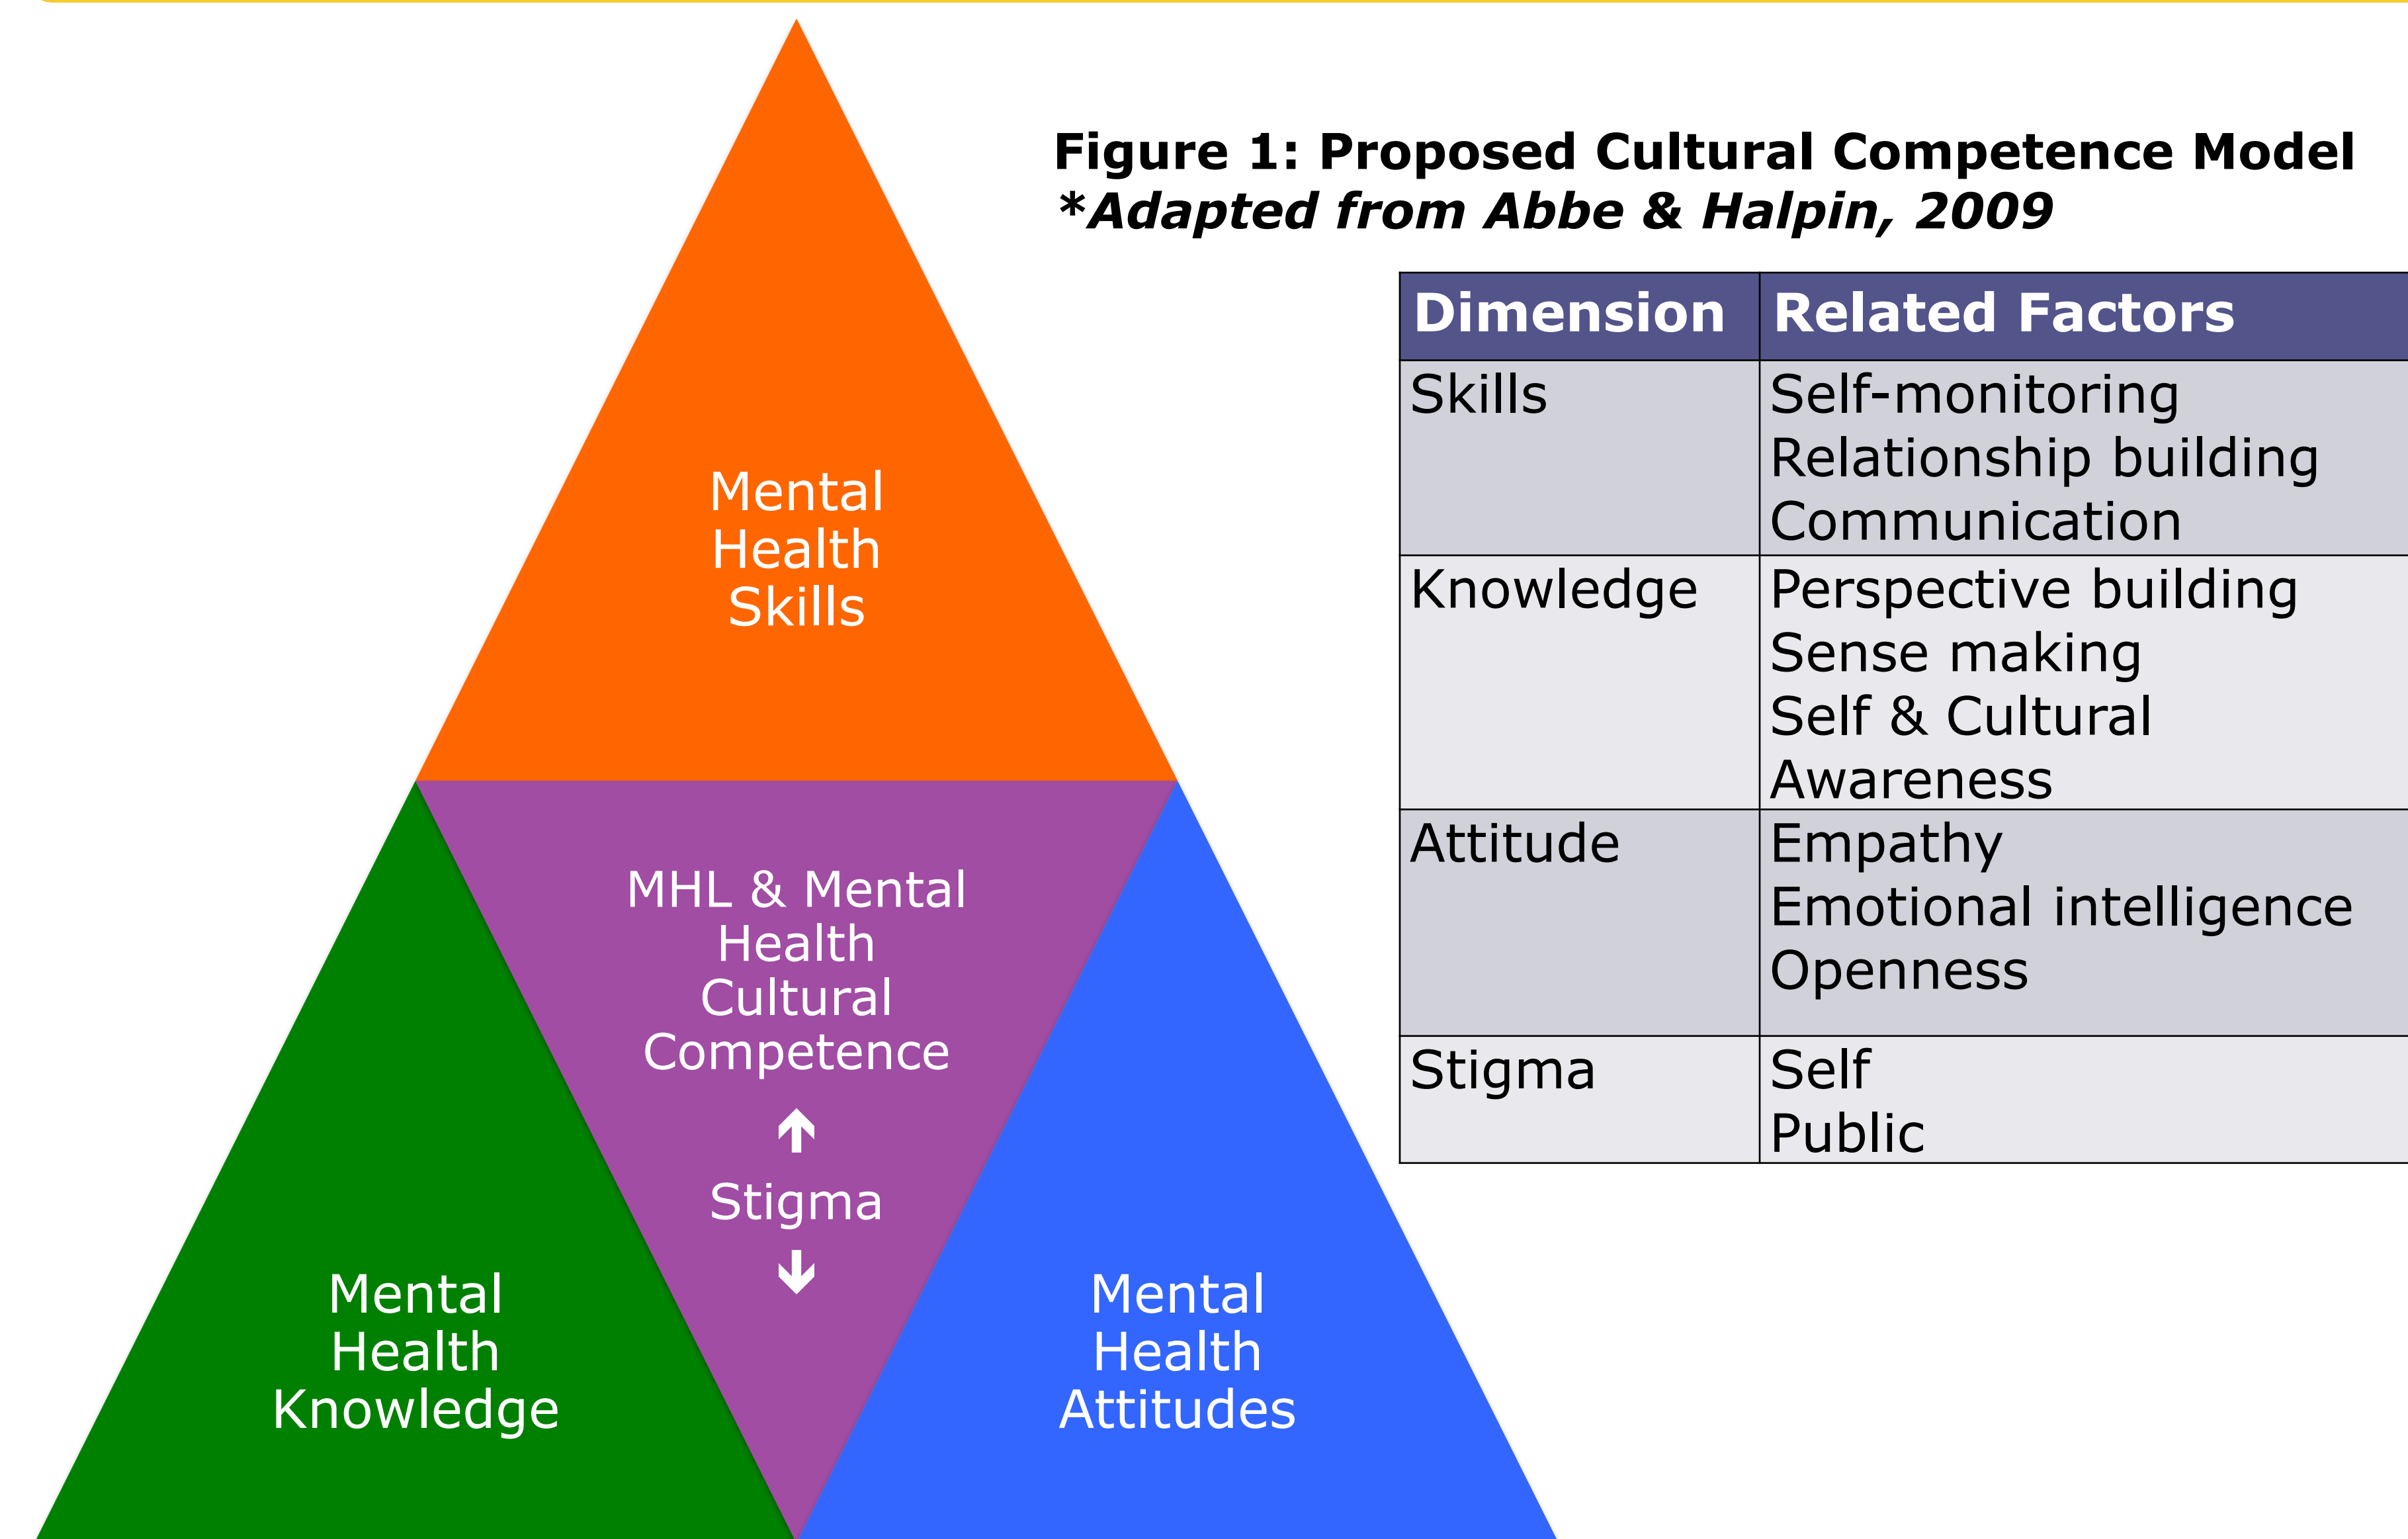 Figure 1: Proposed Cultural Competence Model
*Adapted from Abbe & Halpin, 2009
Mental
Health
Skills
MHL & Mental
Health
Cultural
Competence
🡹
Stigma
🡻
Mental
Health
Knowledge
Mental
Health
Attitudes
Dimension Related Factors
Skills Self-monitoring
Relationship building
Communication
Knowledge Perspective building
Sense making
Self & Cultural
Awareness
Attitude Empathy
Emotional intelligence
Openness
Stigma Self
Public